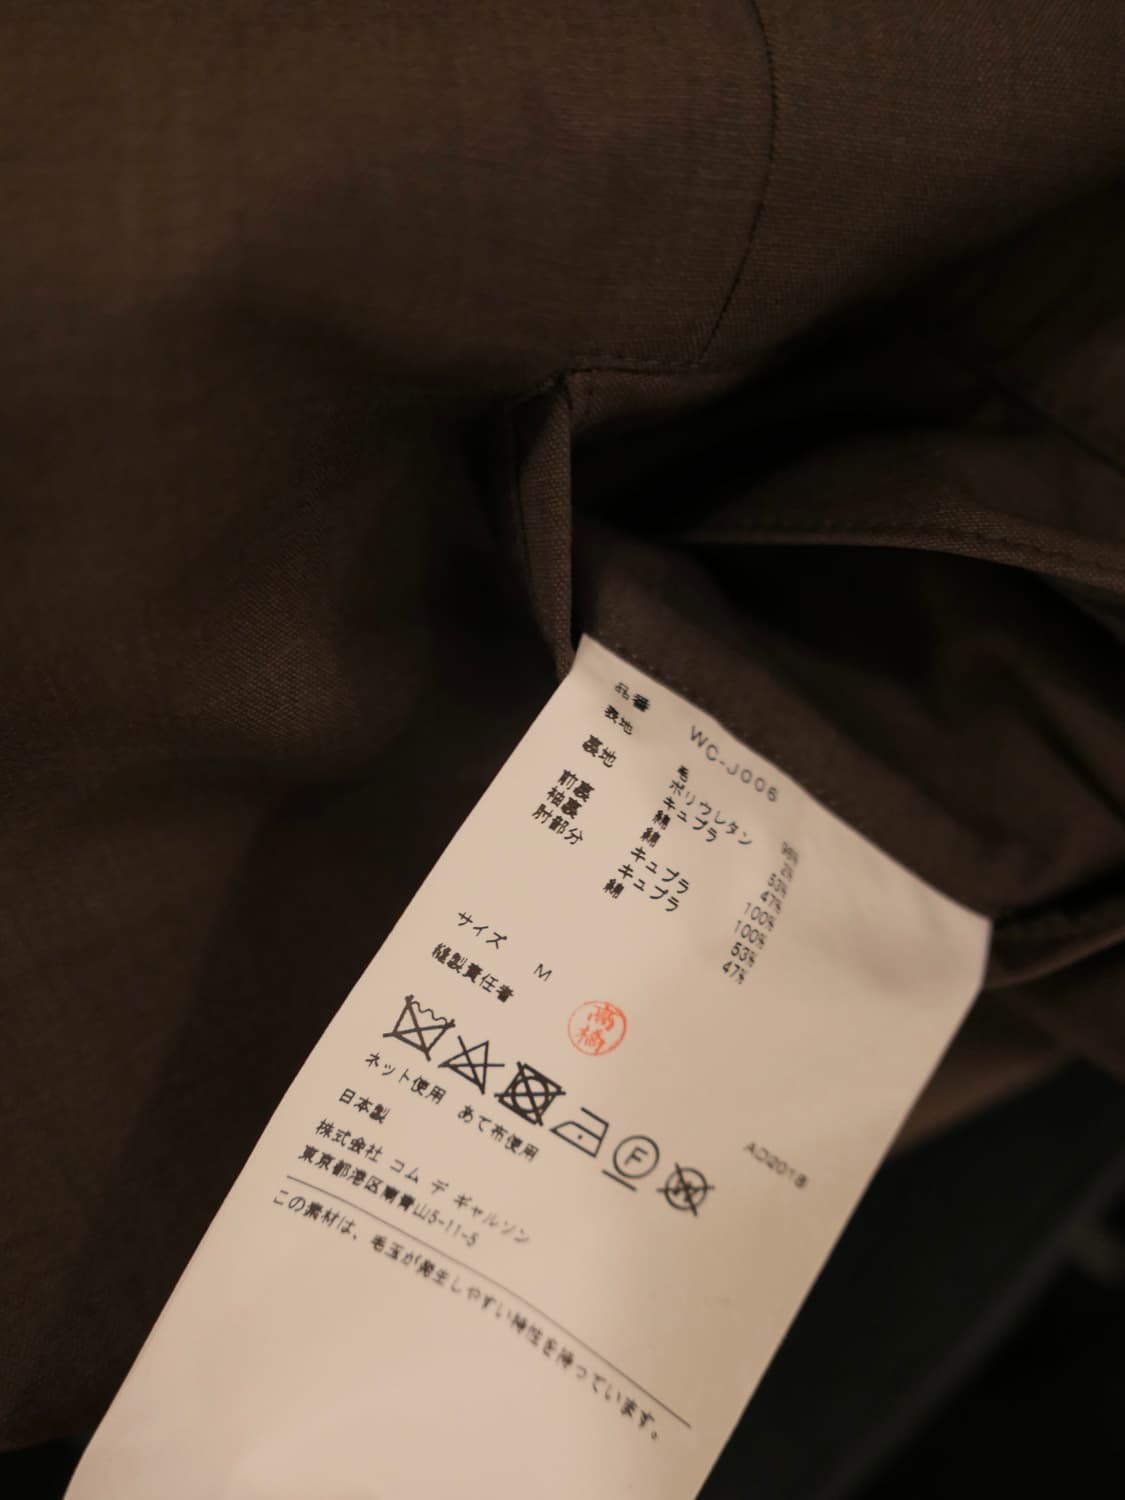 品番 WC-J006
表地 毛 98%
ポリウレタン 2%
裏地 キュプラ 53%
綿 47%
前裏 綿 100%
袖裏 キュプラ 100%
肘部分 キュプラ 53%
綿 47%
サイズ M
縫製責任者 高橋
F
W
ネット使用 あて布使用
日本製 AD2018
株式会社 コム デ ギャルソン
東京都港区南青山5-11-5
この素材は、毛玉が発生しやすい特性を持っています。